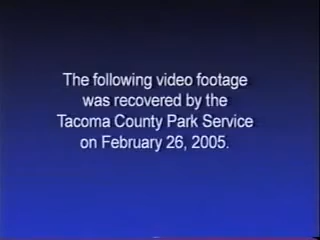 The following video footage
was recovered by the
Tacoma County Park Service
on February 26, 2005.